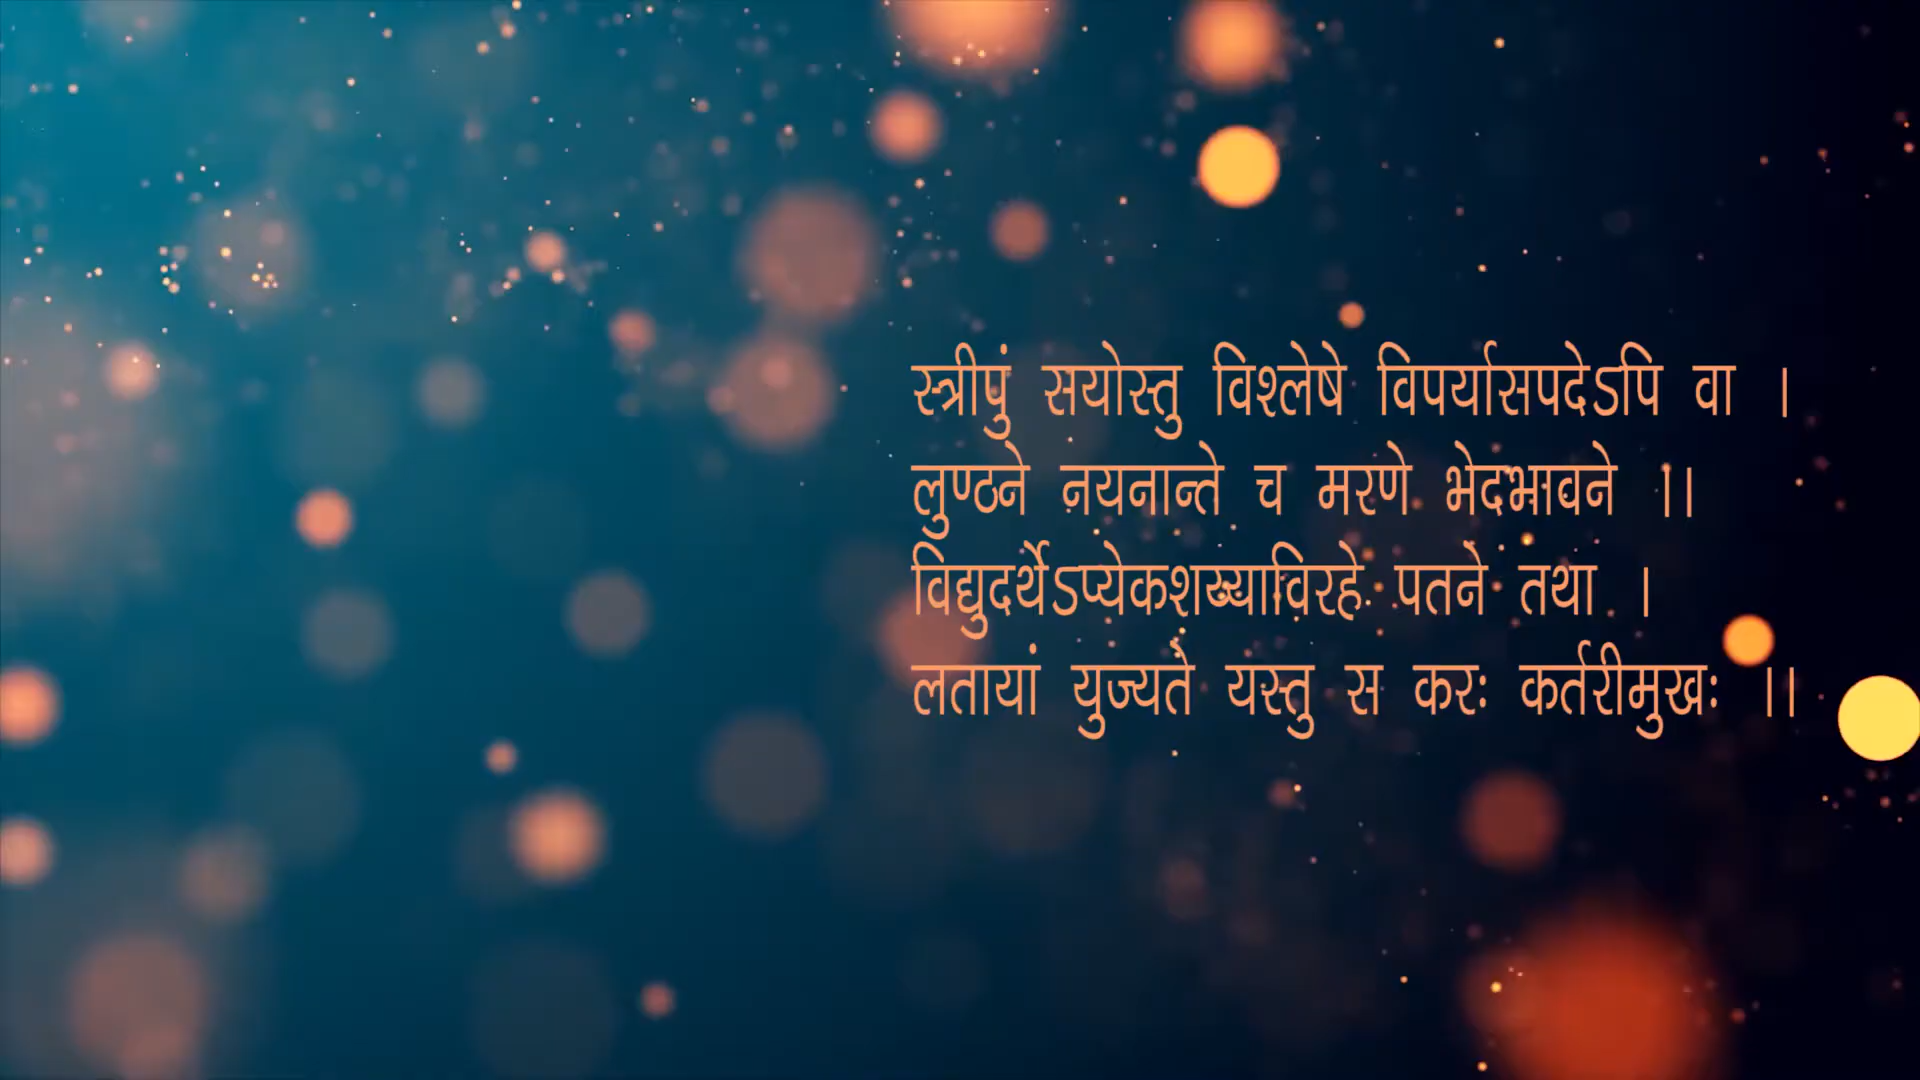 स्त्रीपुं सयोस्तु विश्लेषे विपर्यासपदेऽपि वा ।
लुण्ठने नयनान्ते च मरणे भेदभावने ।।
विद्युदर्थेऽप्येकशय्याविरहे पतने तथा ।
लतायां युज्यते यस्तु स करः कर्तरीमुखः ।।